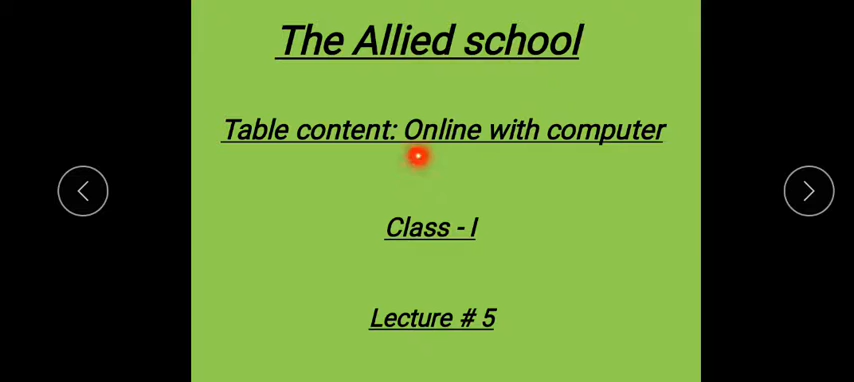 The Allied school
Table content: Online with computer
Class - I
Lecture # 5